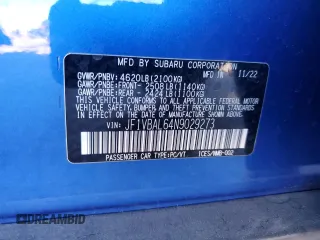 MFD. BY SUBARU CORPORATION
GVWR/PNBV: 4620LB(2100KG) 11/22
GAWR/PNBE: FRONT- 2508LB(1140KG)
GAWR/PNBE: REAR - 2424LB(1100KG)
THIS VEHICLE CONFORMS TO ALL APPLICABLE
FEDERAL MOTOR VEHICLE SAFETY, BUMPER,
AND THEFT PREVENTION STANDARDS IN EFFECT
ON THE DATE OF MANUFACTURE SHOWN ABOVE.
VIN: JF1VBAL64N9029273
PASSENGER CAR VEHICLE TYPE:PC/VT ICES/NMB-002
DREAMBID